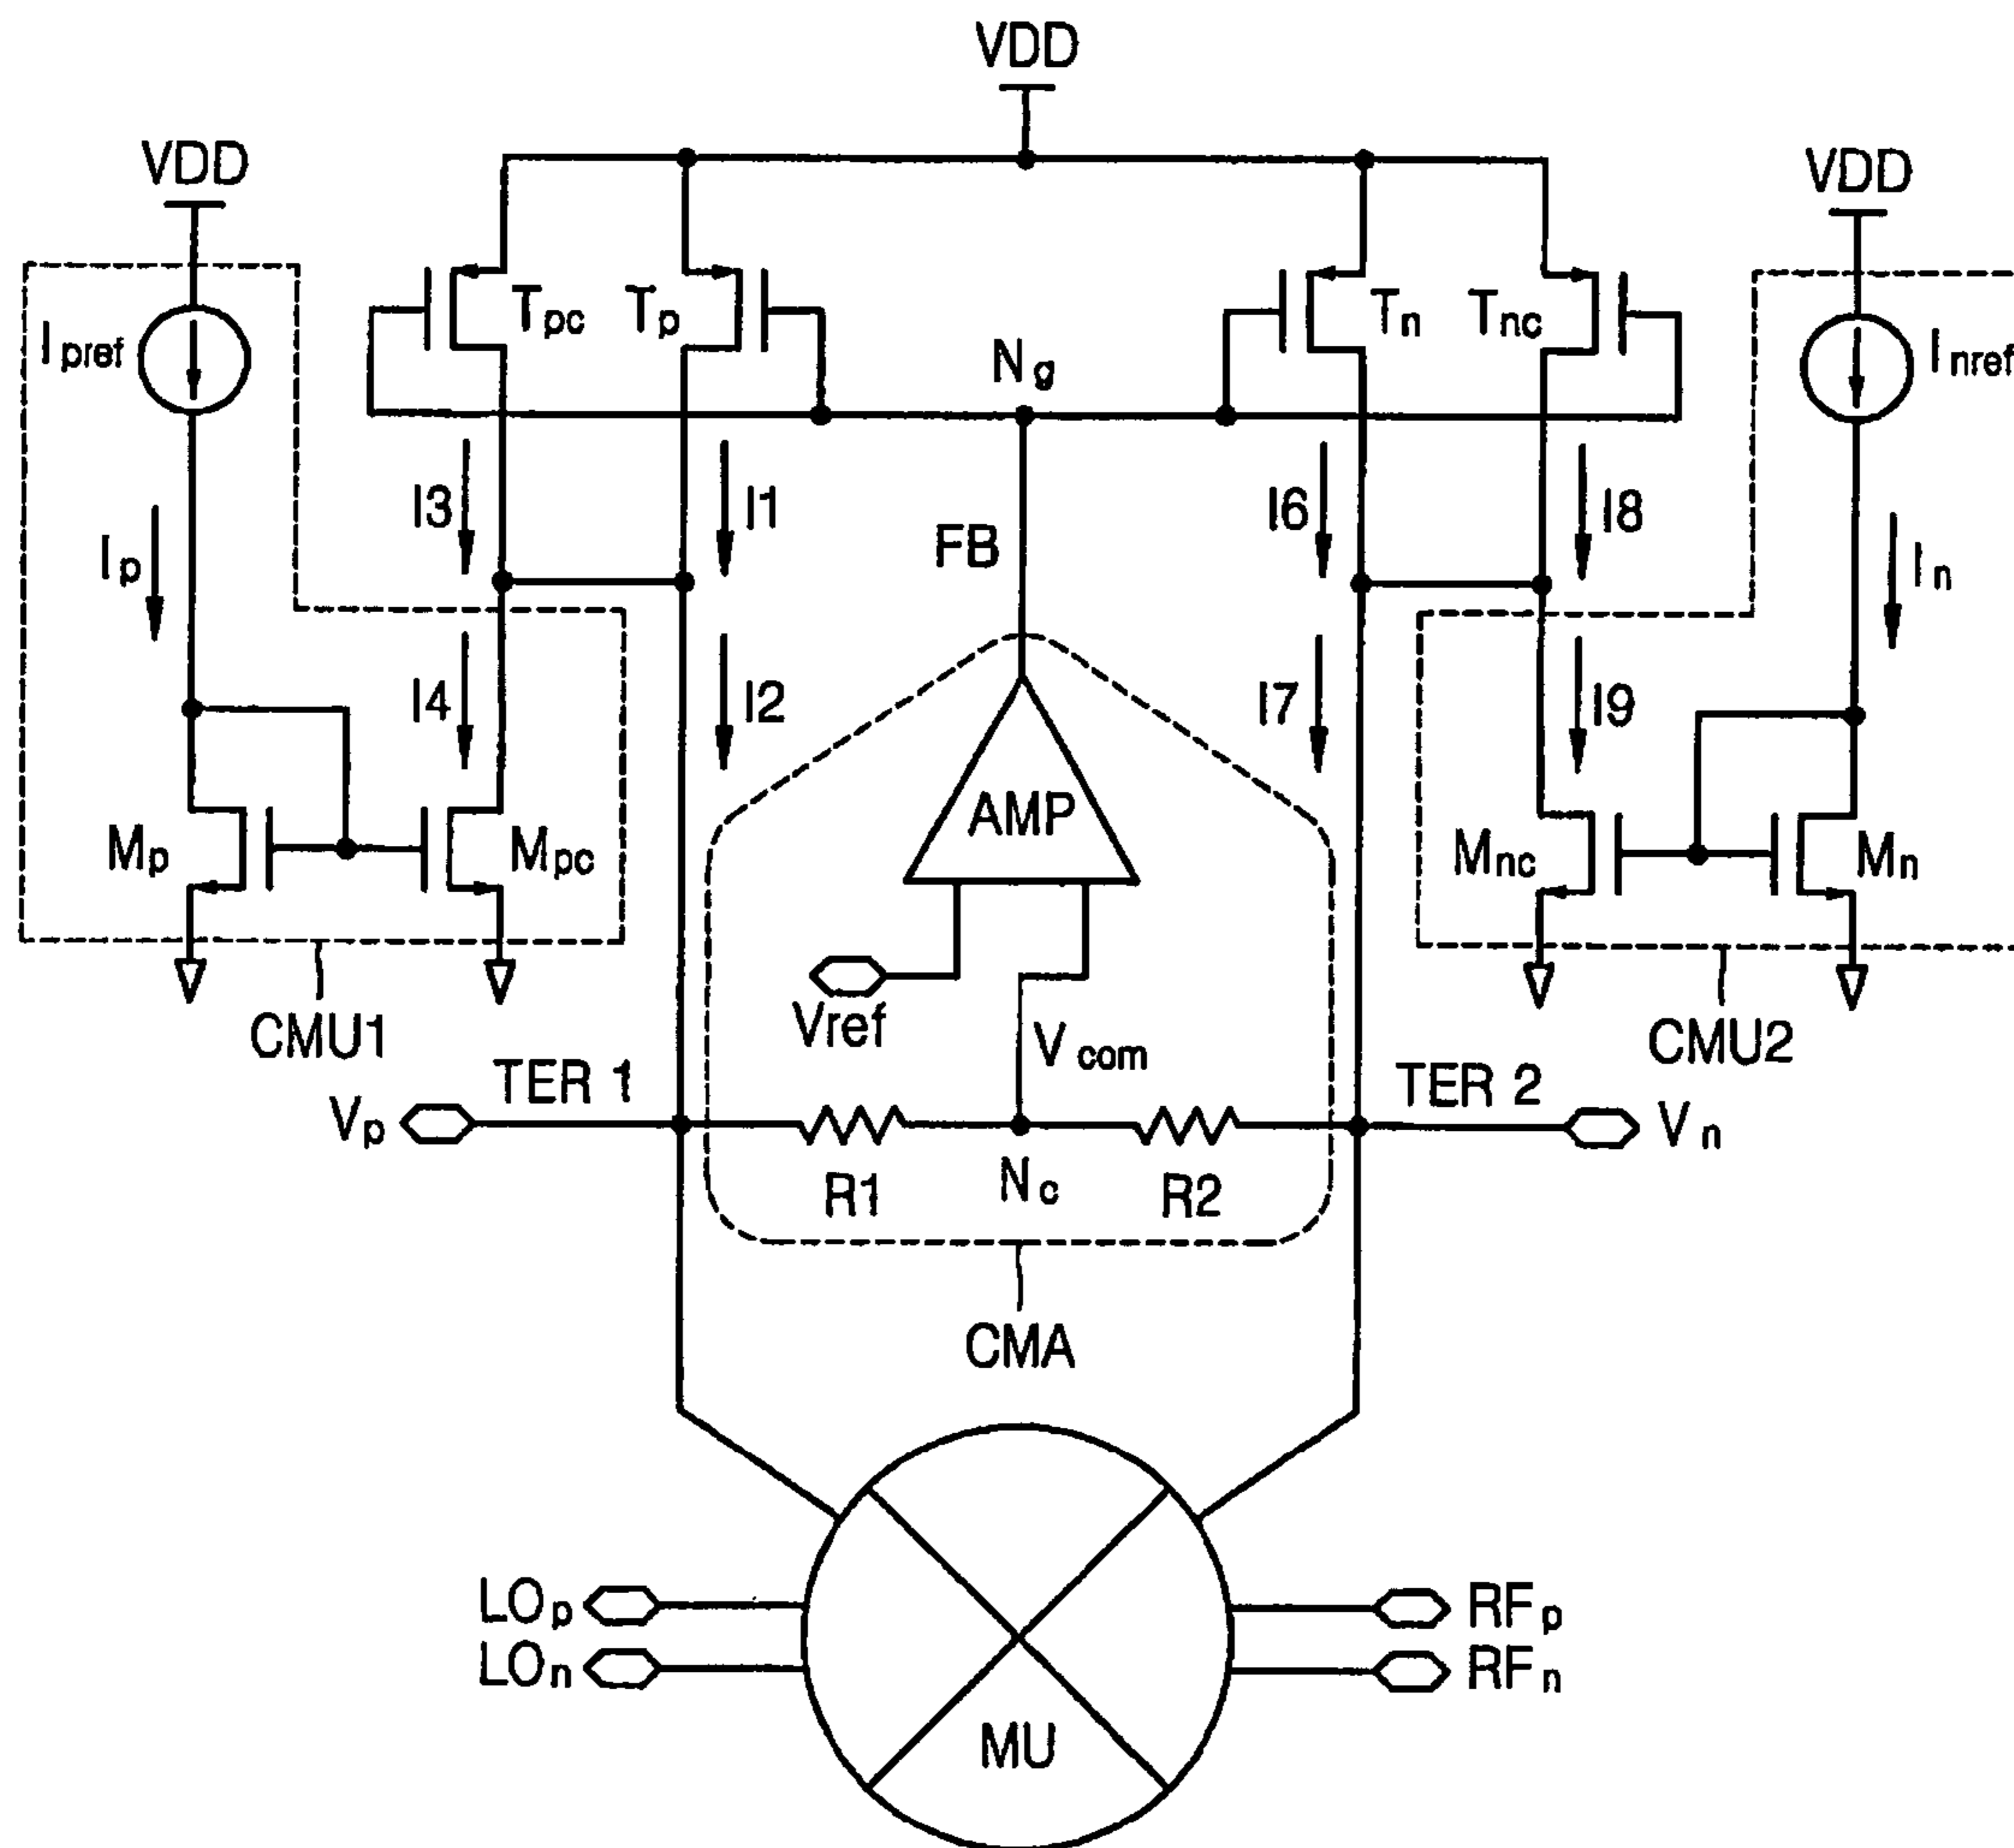 VDD
VDD
VDD
Ipref
Tpc
Tp
Tn
Tnc
Inref
Ng
I3
I1
I6
I8
FB
Ip
In
I4
I2
I7
I9
AMP
Mp
Mpc
Mnc
Mn
Vref
Vcom
CMU1
CMU2
TER 1
TER 2
Vp
Vn
R1
Nc
R2
CMA
LOp
RFp
LOn
RFn
MU